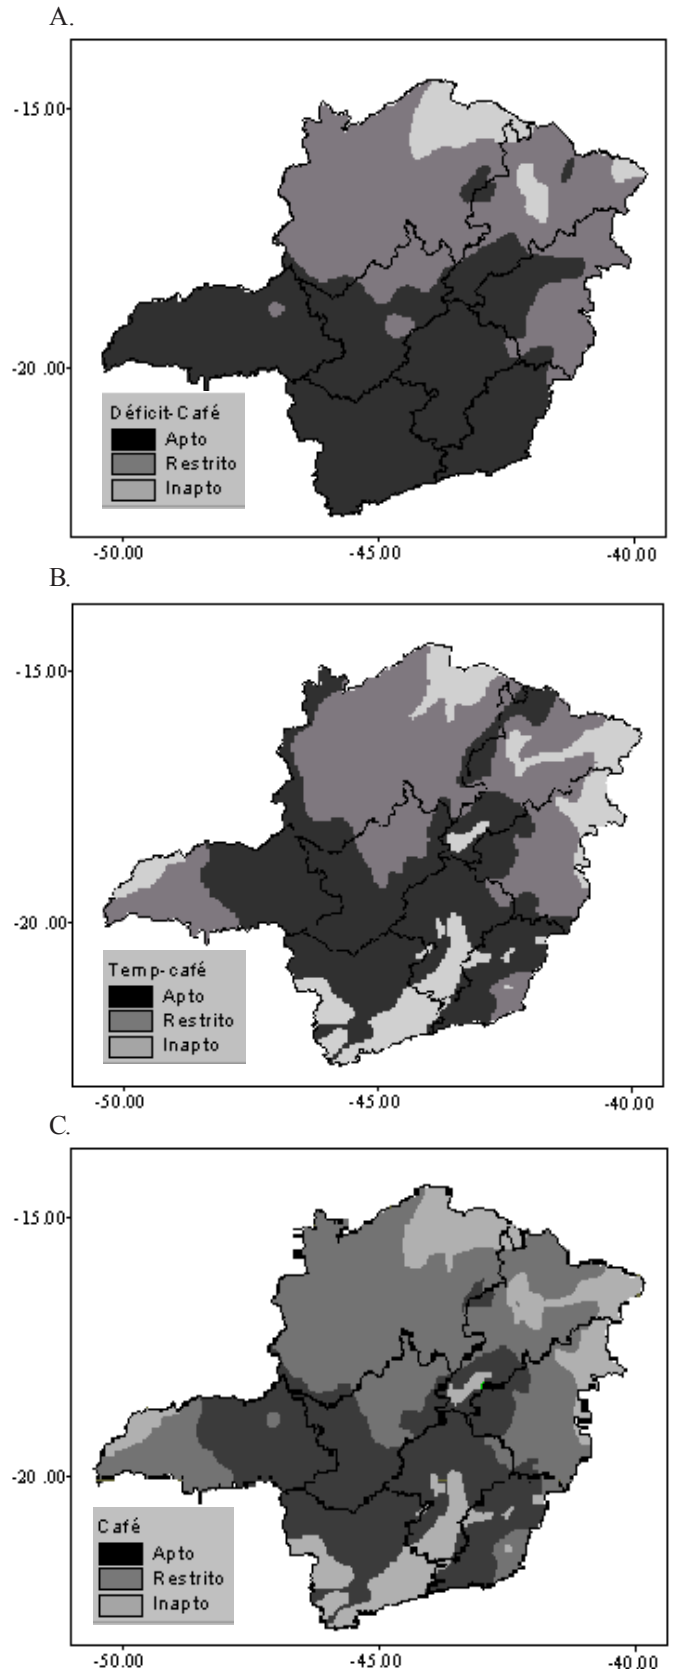 A.
-15.00
-20 .00
Déficit-Café
Apto
Restrito
Inapto
-50.00 -45.00 -40.00
B.
-15.00
-20 .00
Temp-café
Apto
Restrito
Inapto
-50.00 -45.00 -40.00
C.
-15.00
-20 .00
Café
Apto
Restrito
Inapto
-50.00 -45.00 -40.00